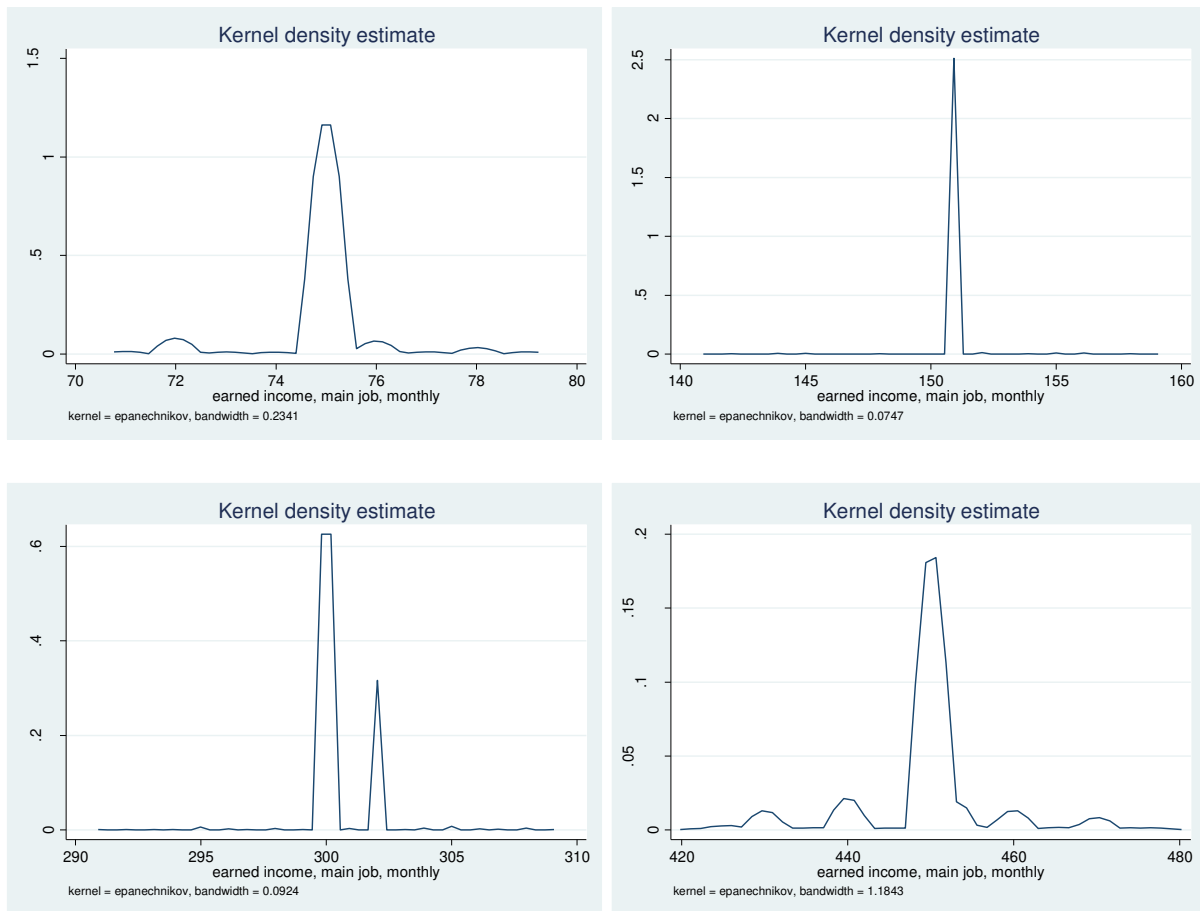 Kernel density estimate
1.5
1
.5
0
70 72 74 76 78 80
earned income, main job, monthly
kernel = epanechnikov, bandwidth = 0.2341
Kernel density estimate
2.5
2
1.5
1
.5
0
140 145 150 155 160
earned income, main job, monthly
kernel = epanechnikov, bandwidth = 0.0747
Kernel density estimate
.6
.4
.2
0
290 295 300 305 310
earned income, main job, monthly
kernel = epanechnikov, bandwidth = 0.0924
Kernel density estimate
.2
.15
.1
.05
0
420 440 460 480
earned income, main job, monthly
kernel = epanechnikov, bandwidth = 1.1843